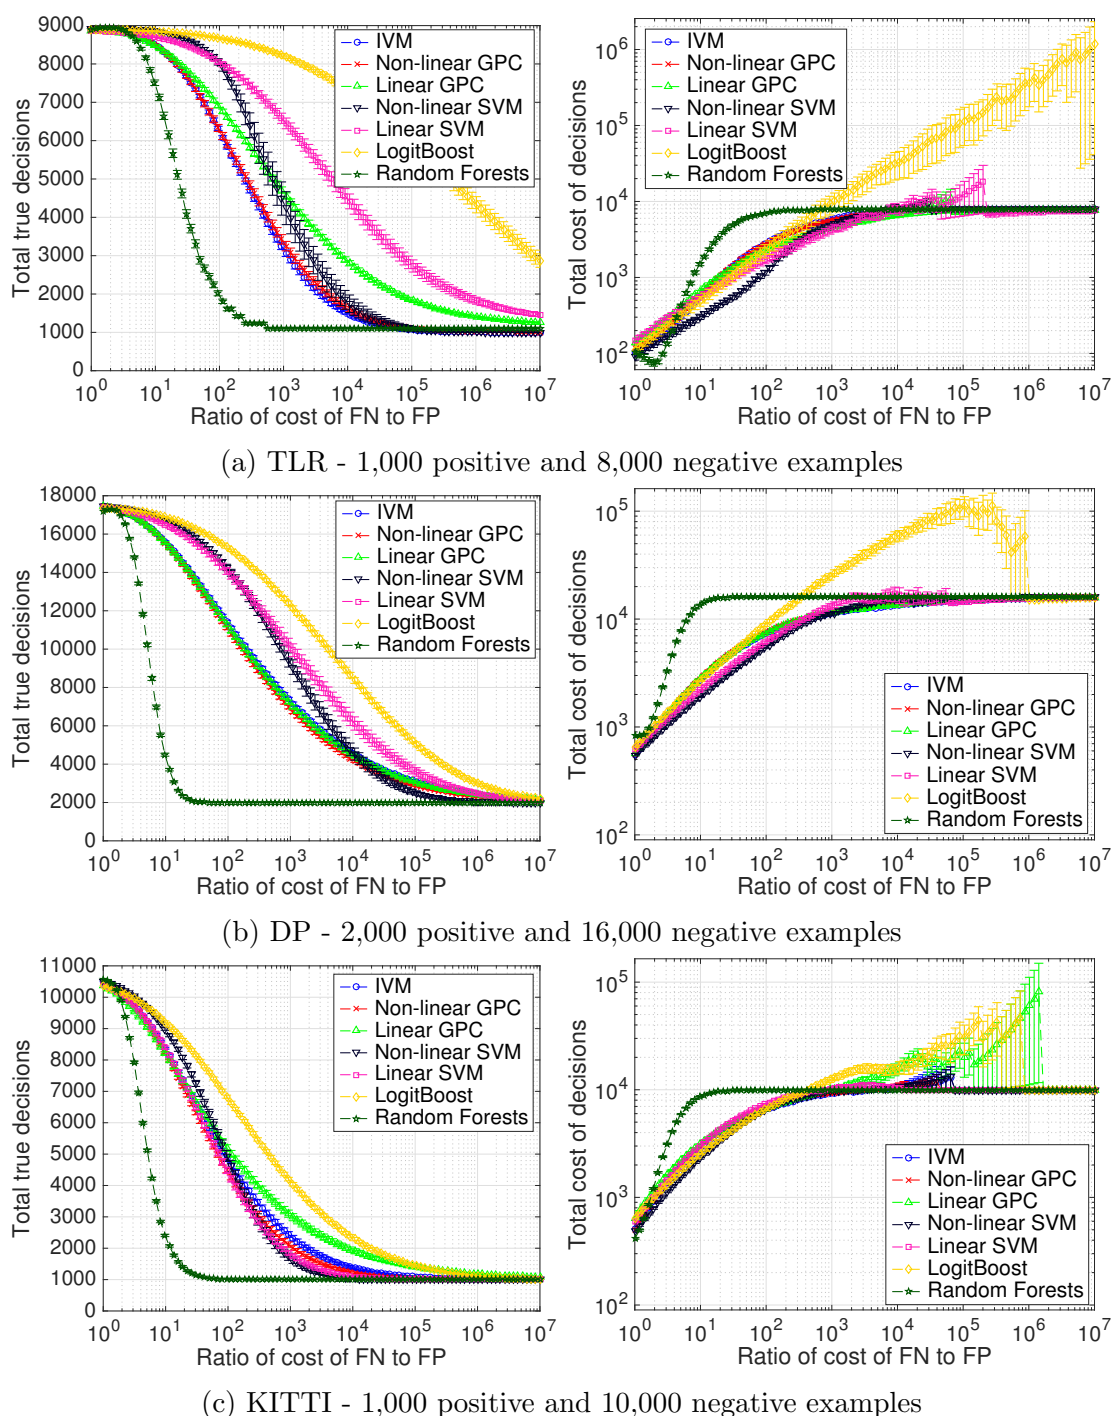 9000
8000
7000
6000
5000
4000
3000
2000
1000
0
Total true decisions
IVM
Non-linear GPC
Linear GPC
Non-linear SVM
Linear SVM
LogitBoost
Random Forests
10^0 10^1 10^2 10^3 10^4 10^5 10^6 10^7
Ratio of cost of FN to FP
10^6
10^5
10^4
10^3
10^2
Total cost of decisions
IVM
Non-linear GPC
Linear GPC
Non-linear SVM
Linear SVM
LogitBoost
Random Forests
10^0 10^1 10^2 10^3 10^4 10^5 10^6 10^7
Ratio of cost of FN to FP
(a) TLR - 1,000 positive and 8,000 negative examples
18000
16000
14000
12000
10000
8000
6000
4000
2000
0
Total true decisions
IVM
Non-linear GPC
Linear GPC
Non-linear SVM
Linear SVM
LogitBoost
Random Forests
10^0 10^1 10^2 10^3 10^4 10^5 10^6 10^7
Ratio of cost of FN to FP
10^5
10^4
10^3
10^2
Total cost of decisions
IVM
Non-linear GPC
Linear GPC
Non-linear SVM
Linear SVM
LogitBoost
Random Forests
10^0 10^1 10^2 10^3 10^4 10^5 10^6 10^7
Ratio of cost of FN to FP
(b) DP - 2,000 positive and 16,000 negative examples
11000
10000
9000
8000
7000
6000
5000
4000
3000
2000
1000
0
Total true decisions
IVM
Non-linear GPC
Linear GPC
Non-linear SVM
Linear SVM
LogitBoost
Random Forests
10^0 10^1 10^2 10^3 10^4 10^5 10^6 10^7
Ratio of cost of FN to FP
10^5
10^4
10^3
10^2
Total cost of decisions
IVM
Non-linear GPC
Linear GPC
Non-linear SVM
Linear SVM
LogitBoost
Random Forests
10^0 10^1 10^2 10^3 10^4 10^5 10^6 10^7
Ratio of cost of FN to FP
(c) KITTI - 1,000 positive and 10,000 negative examples